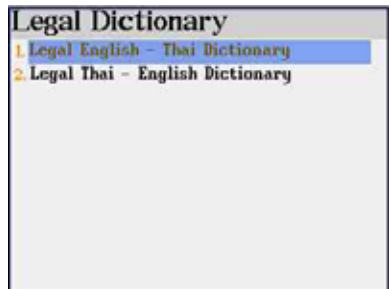 Legal Dictionary
1. Legal English - Thai Dictionary
2. Legal Thai - English Dictionary